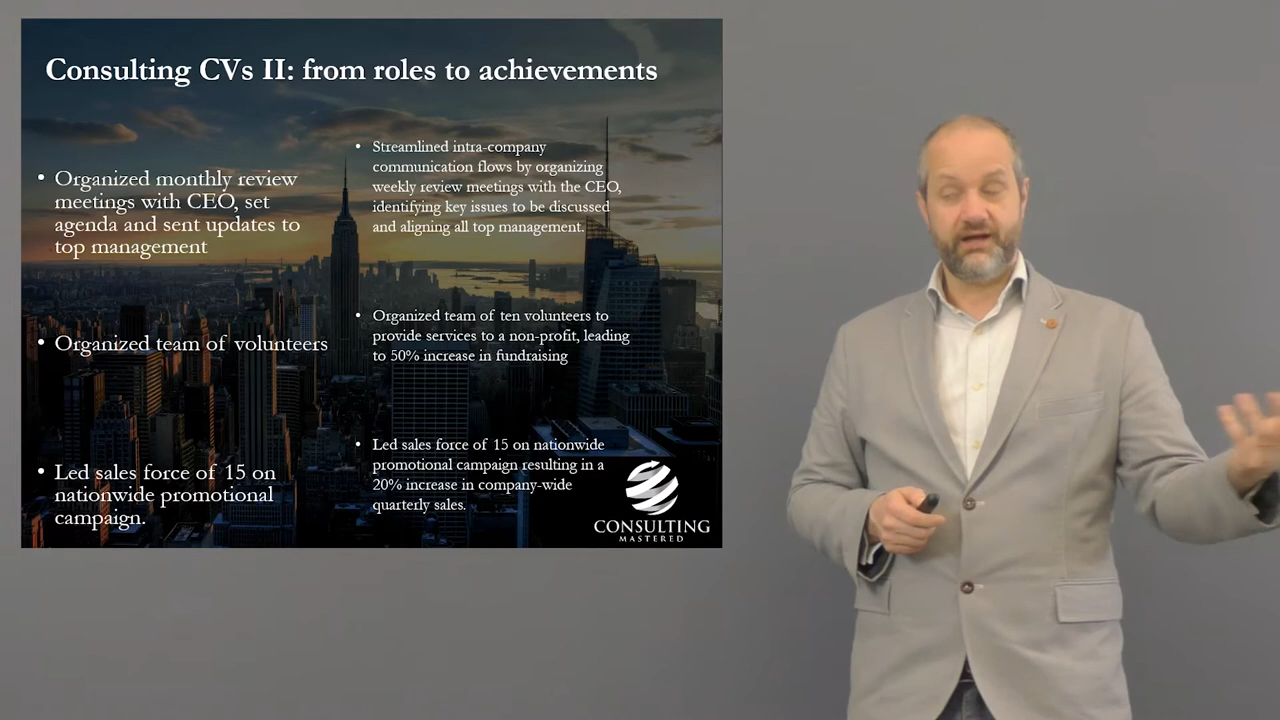 Consulting CVs II: from roles to achievements
• Organized monthly review
meetings with CEO, set
agenda and sent updates to
top management
• Organized team of volunteers
• Led sales force of 15 on
nationwide promotional
campaign.
• Streamlined intra-company
communication flows by organizing
weekly review meetings with the CEO,
identifying key issues to be discussed
and aligning all top management.
• Organized team of ten volunteers to
provide services to a non-profit, leading
to 50% increase in fundraising
• Led sales force of 15 on nationwide
promotional campaign resulting in a
20% increase in company-wide
quarterly sales.
CONSULTING
MASTERED